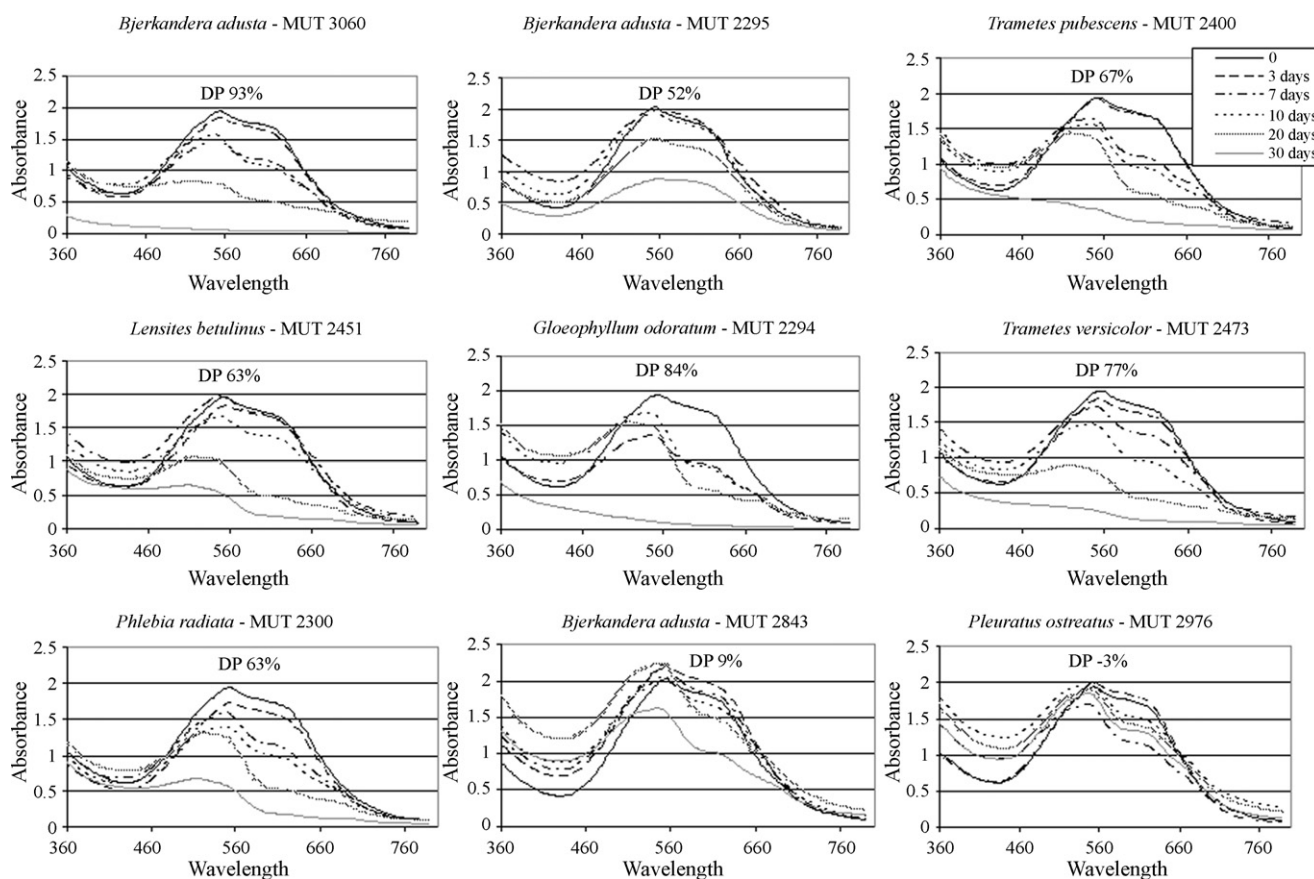 Bjerkandera adusta - MUT 3060
Bjerkandera adusta - MUT 2295
Trametes pubescens - MUT 2400
0
3 days
7 days
10 days
20 days
30 days
DP 93%
DP 52%
DP 67%
Absorbance
2.5
2
1.5
1
0.5
0
Absorbance
2.5
2
1.5
1
0.5
0
Absorbance
2.5
2
1.5
1
0.5
0
360 460 560 660 760
360 460 560 660 760
360 460 560 660 760
Wavelength
Wavelength
Wavelength
Lensites betulinus - MUT 2451
Gloeophyllum odoratum - MUT 2294
Trametes versicolor - MUT 2473
DP 63%
DP 84%
DP 77%
Absorbance
2.5
2
1.5
1
0.5
0
Absorbance
2.5
2
1.5
1
0.5
0
Absorbance
2.5
2
1.5
1
0.5
0
360 460 560 660 760
360 460 560 660 760
360 460 560 660 760
Wavelength
Wavelength
Wavelength
Phlebia radiata - MUT 2300
Bjerkandera adusta - MUT 2843
Pleuratus ostreatus - MUT 2976
DP 63%
DP 9%
DP -3%
Absorbance
2.5
2
1.5
1
0.5
0
Absorbance
2.5
2
1.5
1
0.5
0
Absorbance
2.5
2
1.5
1
0.5
0
360 460 560 660 760
360 460 560 660 760
360 460 560 660 760
Wavelength
Wavelength
Wavelength